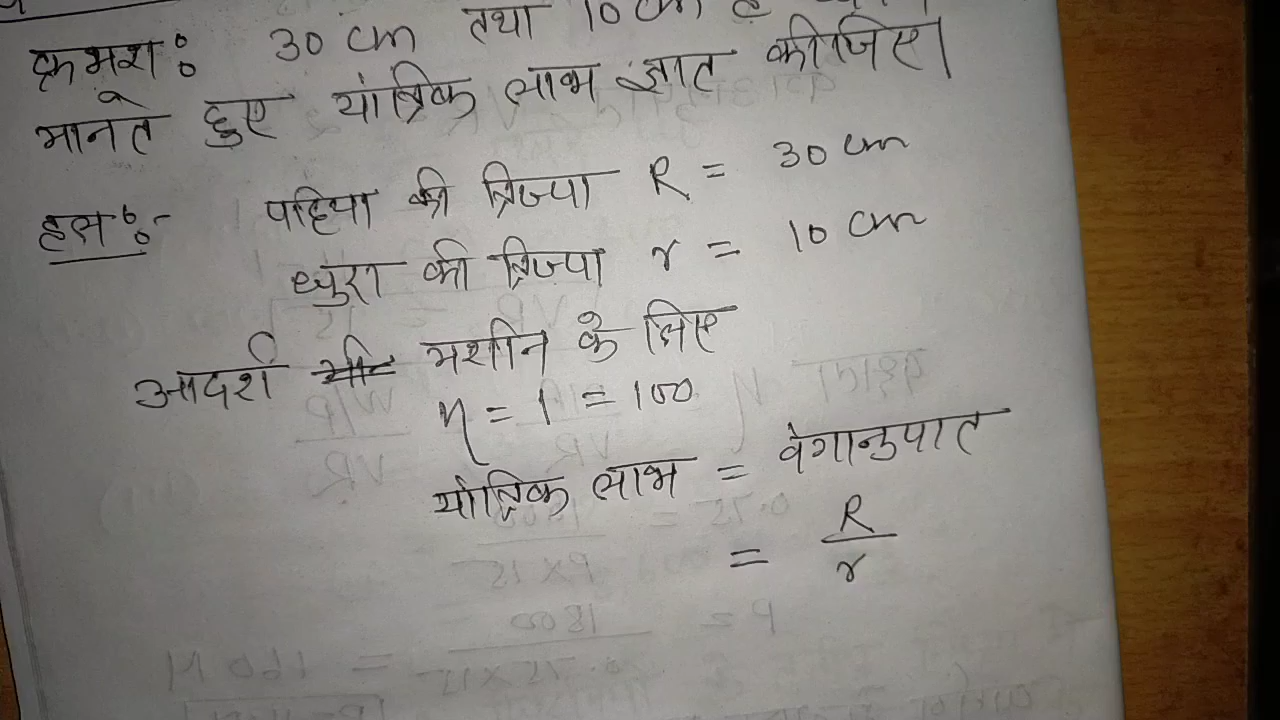 क्रमशः 30 cm तथा 10 cm है
मानते हुए यांत्रिक लाभ ज्ञात कीजिए।
हल :- पहिया की त्रिज्या R = 30 cm
धुरा की त्रिज्या r = 10 cm
आदर्श मशीन के लिए
η = 1 = 100
यांत्रिक लाभ = वेगानुपात
= R/r